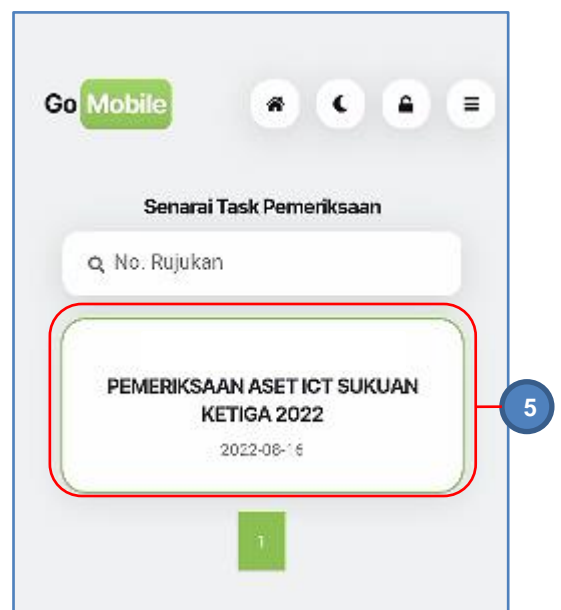 Go Mobile
Senarai Task Pemeriksaan
No. Rujukan
PEMERIKSAAN ASET ICT SUKUAN
KETIGA 2022
2022-08-16
5
1